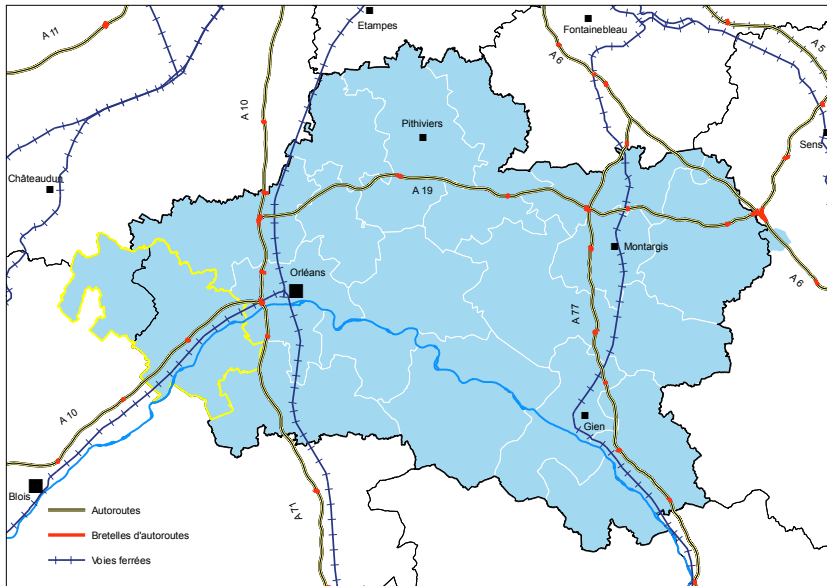 Etampes
Fontainebleau
A 11
A 5
A 6
A 10
Pithiviers
Sens
Châteaudun
A 19
Montargis
Orléans
A 6
A 77
A 10
Gien
Blois
A 71
Autoroutes
Bretelles d'autoroutes
Voies ferrées